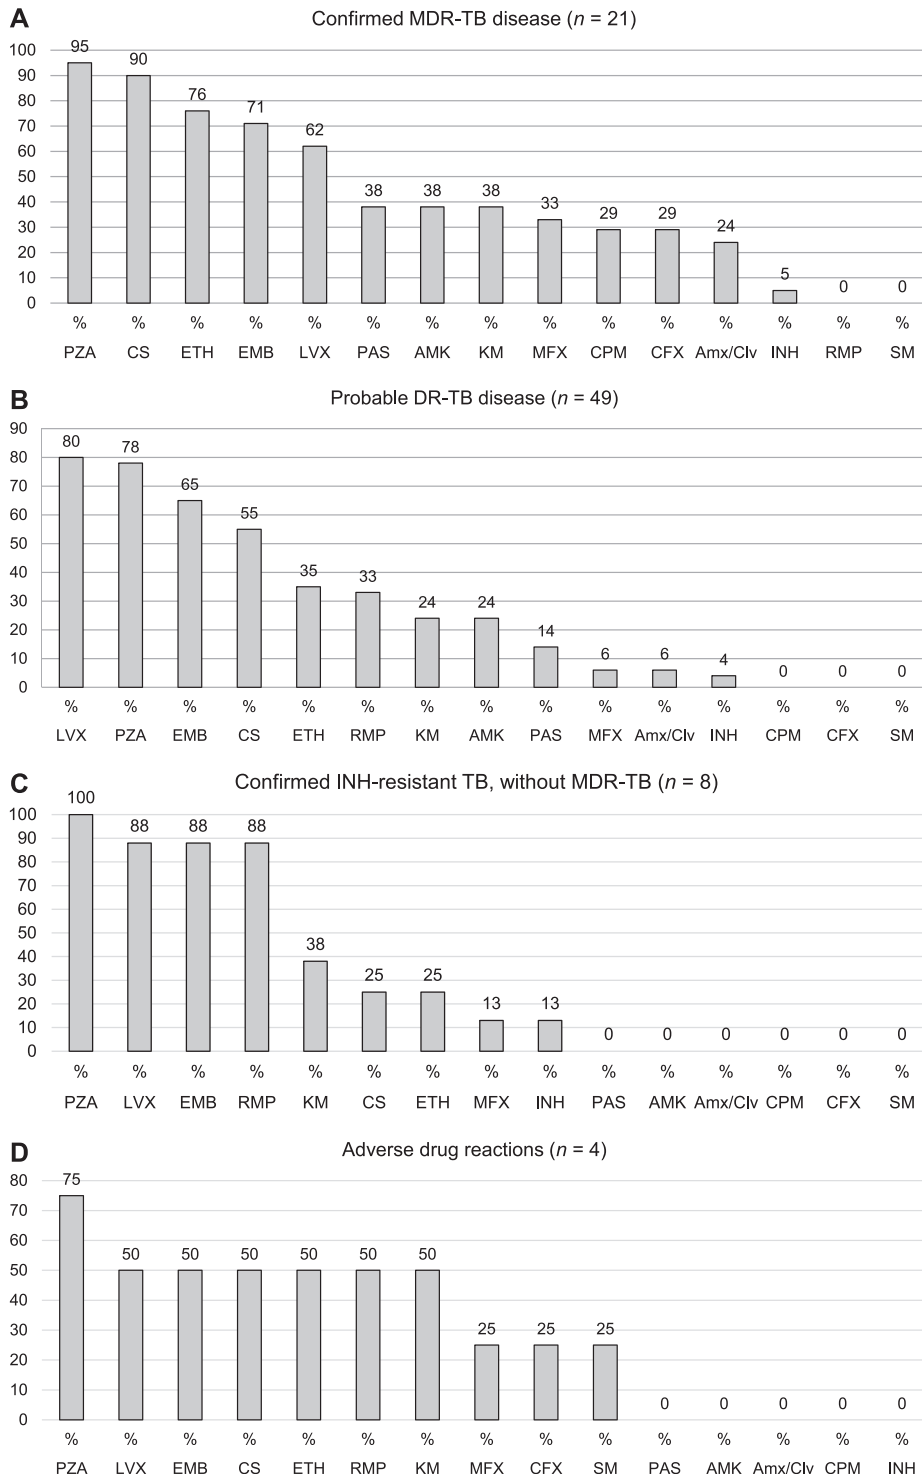 A Confirmed MDR-TB disease (n = 21)
100
90
80
70
60
50
40
30
20
10
0
95 90 76 71 62 38 38 38 33 29 29 24 5 0 0
% % % % % % % % % % % % % % %
PZA CS ETH EMB LVX PAS AMK KM MFX CPM CFX Amx/Clv INH RMP SM
B Probable DR-TB disease (n = 49)
90
80
70
60
50
40
30
20
10
0
80 78 65 55 35 33 24 24 14 6 6 4 0 0 0
% % % % % % % % % % % % % % %
LVX PZA EMB CS ETH RMP KM AMK PAS MFX Amx/Clv INH CPM CFX SM
C Confirmed INH-resistant TB, without MDR-TB (n = 8)
100
90
80
70
60
50
40
30
20
10
0
100 88 88 88 38 25 25 13 13 0 0 0 0 0 0
% % % % % % % % % % % % % % %
PZA LVX EMB RMP KM CS ETH MFX INH PAS AMK Amx/Clv CPM CFX SM
D Adverse drug reactions (n = 4)
80
70
60
50
40
30
20
10
0
75 50 50 50 50 50 50 25 25 25 0 0 0 0 0
% % % % % % % % % % % % % % %
PZA LVX EMB CS ETH RMP KM MFX CFX SM PAS AMK Amx/Clv CPM INH